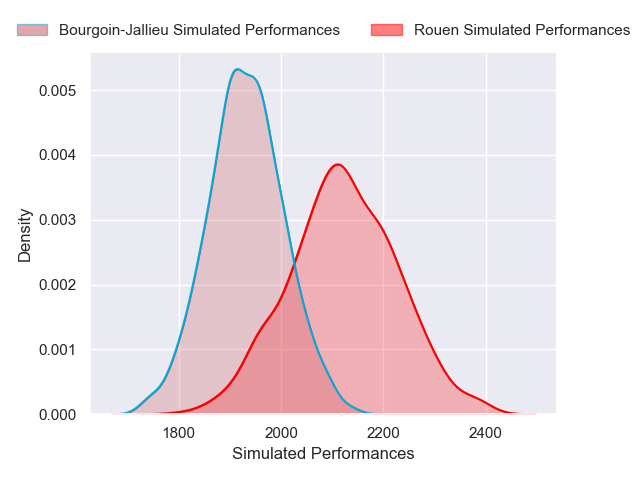 Bourgoin-Jallieu Simulated Performances
Rouen Simulated Performances
0.005
0.004
0.003
0.002
0.001
0.000
Density
1800
2000
2200
2400
Simulated Performances